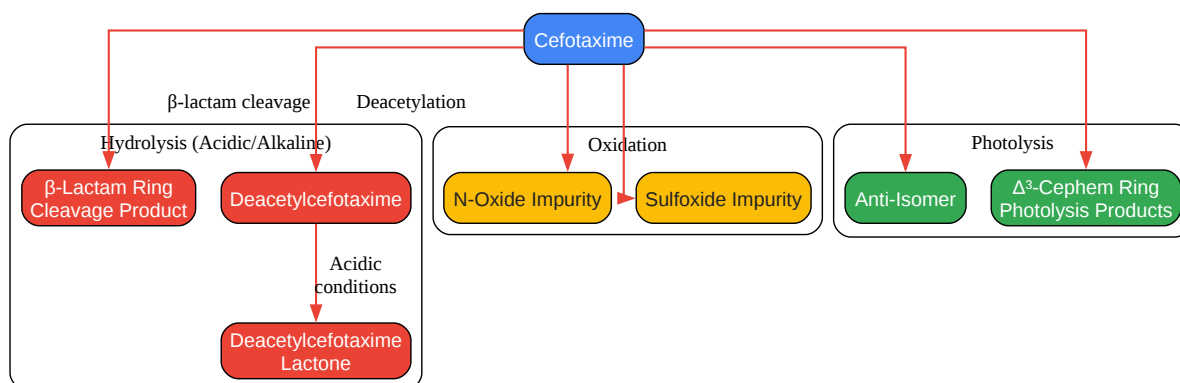 Cefotaxime
β-lactam cleavage
Deacetylation
Hydrolysis (Acidic/Alkaline)
Oxidation
Photolysis
β-Lactam Ring
Cleavage Product
Deacetylcefotaxime
N-Oxide Impurity
Sulfoxide Impurity
Anti-Isomer
Δ³-Cephem Ring
Photolysis Products
Acidic
conditions
Deacetylcefotaxime
Lactone